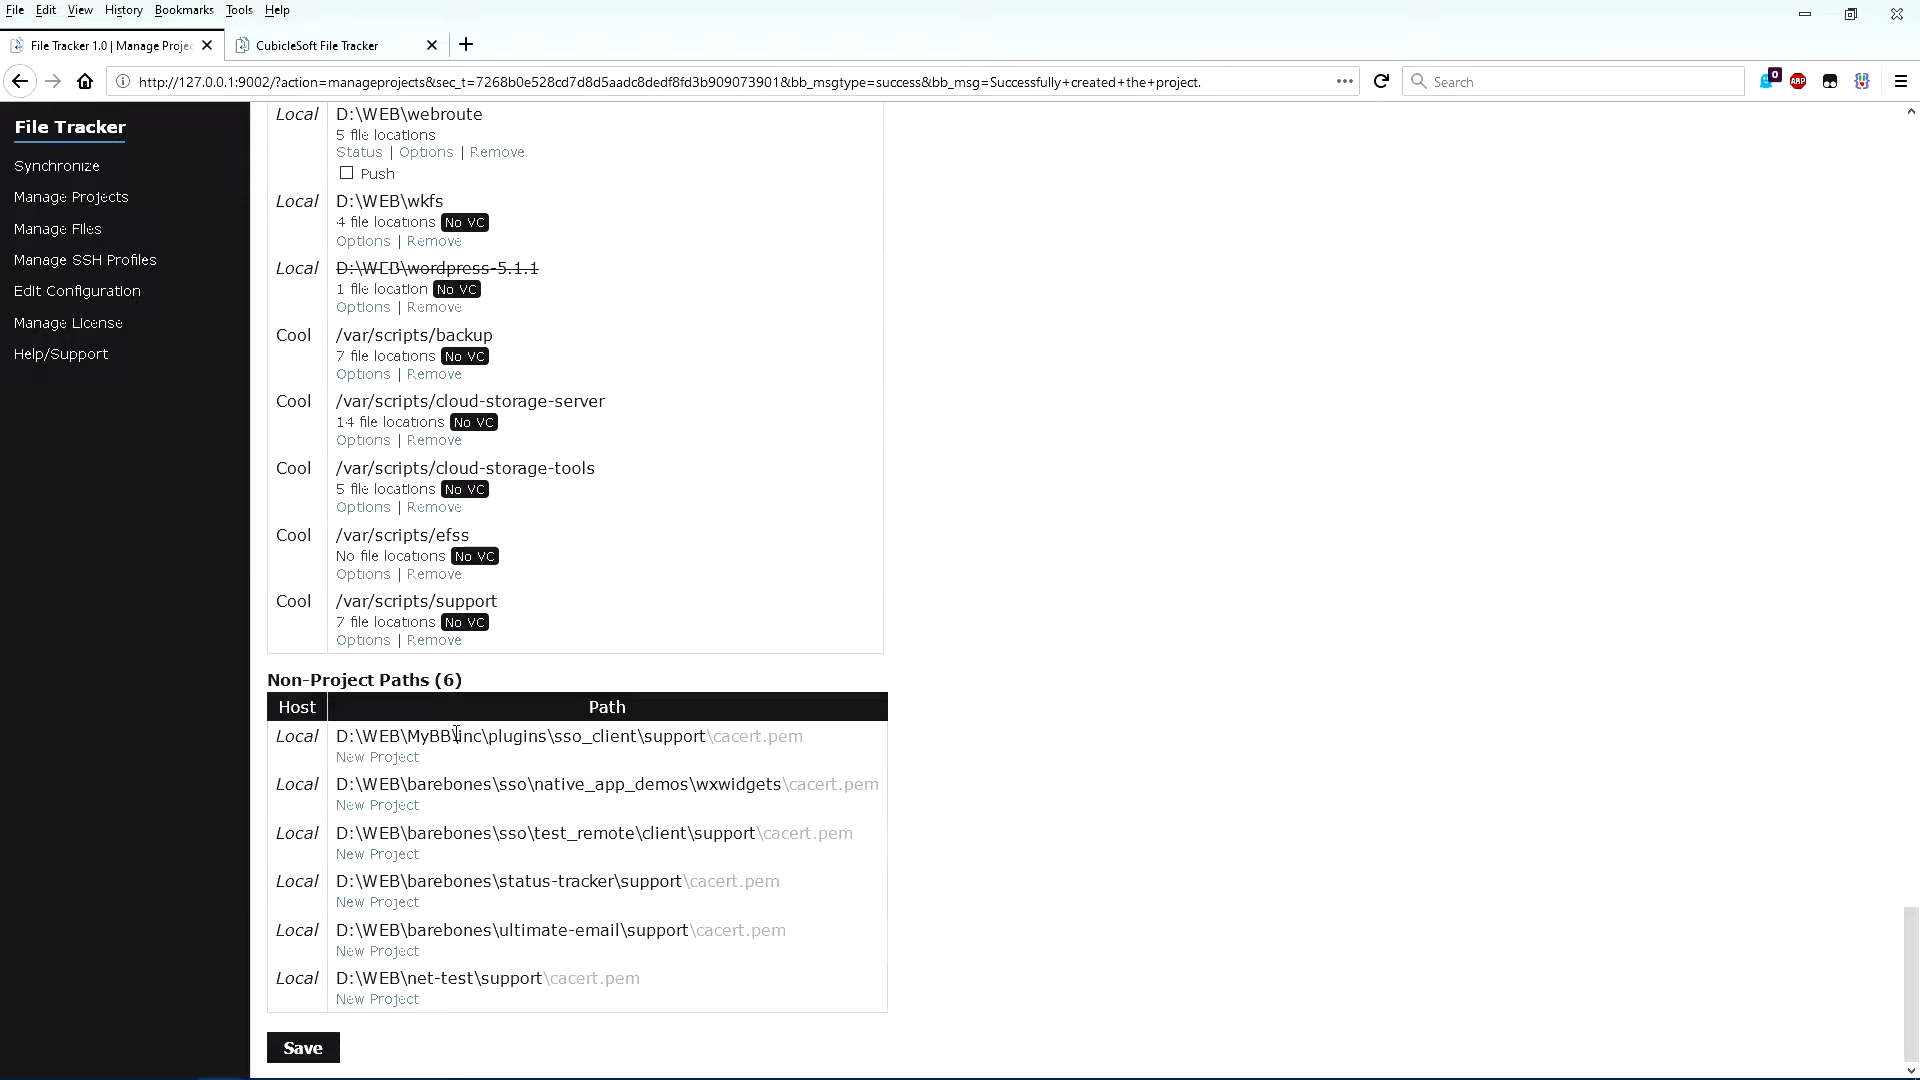 File Edit View History Bookmarks Tools Help
File Tracker 1.0 | Manage Projec
CubicleSoft File Tracker
http://127.0.0.1:9002/?action=manageprojects&sec_t=7268b0e528cd7d8d5aadc8dedf8fd3b909073901&bb_msgtype=success&bb_msg=Successfully+created+the+project.
Search
0
ABP
File Tracker
Synchronize
Manage Projects
Manage Files
Manage SSH Profiles
Edit Configuration
Manage License
Help/Support
Local D:\WEB\webroute
5 file locations
Status | Options | Remove
Push
Local D:\WEB\wkfs
4 file locations No VC
Options | Remove
Local D:\WEB\wordpress-5.1.1
1 file location No VC
Options | Remove
Cool /var/scripts/backup
7 file locations No VC
Options | Remove
Cool /var/scripts/cloud-storage-server
14 file locations No VC
Options | Remove
Cool /var/scripts/cloud-storage-tools
5 file locations No VC
Options | Remove
Cool /var/scripts/efss
No file locations No VC
Options | Remove
Cool /var/scripts/support
7 file locations No VC
Options | Remove
Non-Project Paths (6)
Host Path
Local D:\WEB\MyBB\inc\plugins\sso_client\support\cacert.pem
New Project
Local D:\WEB\barebones\sso\native_app_demos\wxwidgets\cacert.pem
New Project
Local D:\WEB\barebones\sso\test_remote\client\support\cacert.pem
New Project
Local D:\WEB\barebones\status-tracker\support\cacert.pem
New Project
Local D:\WEB\barebones\ultimate-email\support\cacert.pem
New Project
Local D:\WEB\net-test\support\cacert.pem
New Project
Save